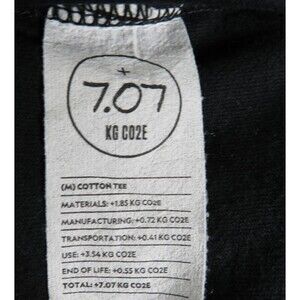 +
7.07
KG CO2E
(M) COTTON TEE
MATERIALS: +1.85 KG CO2E
MANUFACTURING: +0.72 KG CO2E
TRANSPORTATION: +0.41 KG CO2E
USE: +3.54 KG CO2E
END OF LIFE: +0.55 KG CO2E
TOTAL: +7.07 KG CO2E